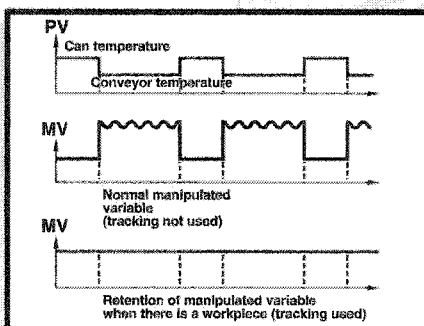 PV
Can temperature
Conveyor temperature
MV
Normal manipulated
variable
(tracking not used)
MV
Retention of manipulated variable
when there is a workpiece (tracking used)